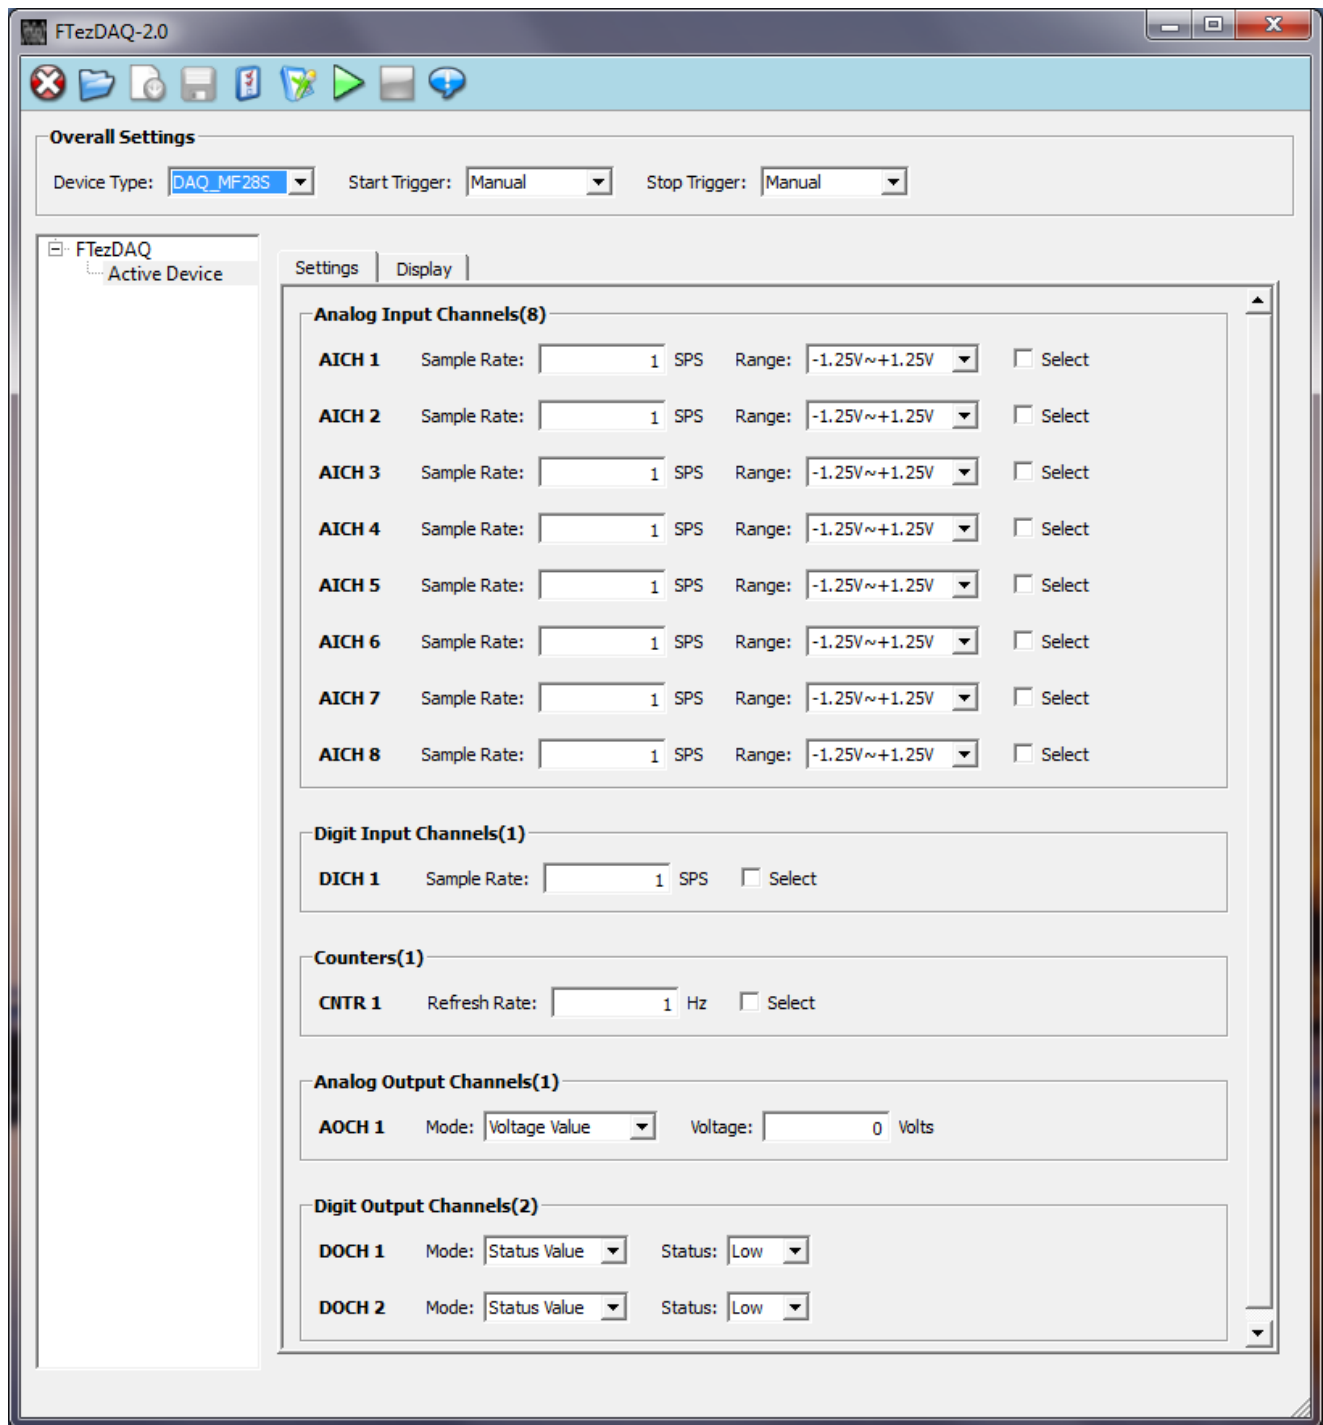 FTezDAQ-2.0
Overall Settings
Device Type: DAQ_MF28S Start Trigger: Manual Stop Trigger: Manual
FTezDAQ
Active Device
Settings Display
Analog Input Channels(8)
AICH 1 Sample Rate: 1 SPS Range: -1.25V~+1.25V Select
AICH 2 Sample Rate: 1 SPS Range: -1.25V~+1.25V Select
AICH 3 Sample Rate: 1 SPS Range: -1.25V~+1.25V Select
AICH 4 Sample Rate: 1 SPS Range: -1.25V~+1.25V Select
AICH 5 Sample Rate: 1 SPS Range: -1.25V~+1.25V Select
AICH 6 Sample Rate: 1 SPS Range: -1.25V~+1.25V Select
AICH 7 Sample Rate: 1 SPS Range: -1.25V~+1.25V Select
AICH 8 Sample Rate: 1 SPS Range: -1.25V~+1.25V Select
Digit Input Channels(1)
DICH 1 Sample Rate: 1 SPS Select
Counters(1)
CNTR 1 Refresh Rate: 1 Hz Select
Analog Output Channels(1)
AOCH 1 Mode: Voltage Value Voltage: 0 Volts
Digit Output Channels(2)
DOCH 1 Mode: Status Value Status: Low
DOCH 2 Mode: Status Value Status: Low